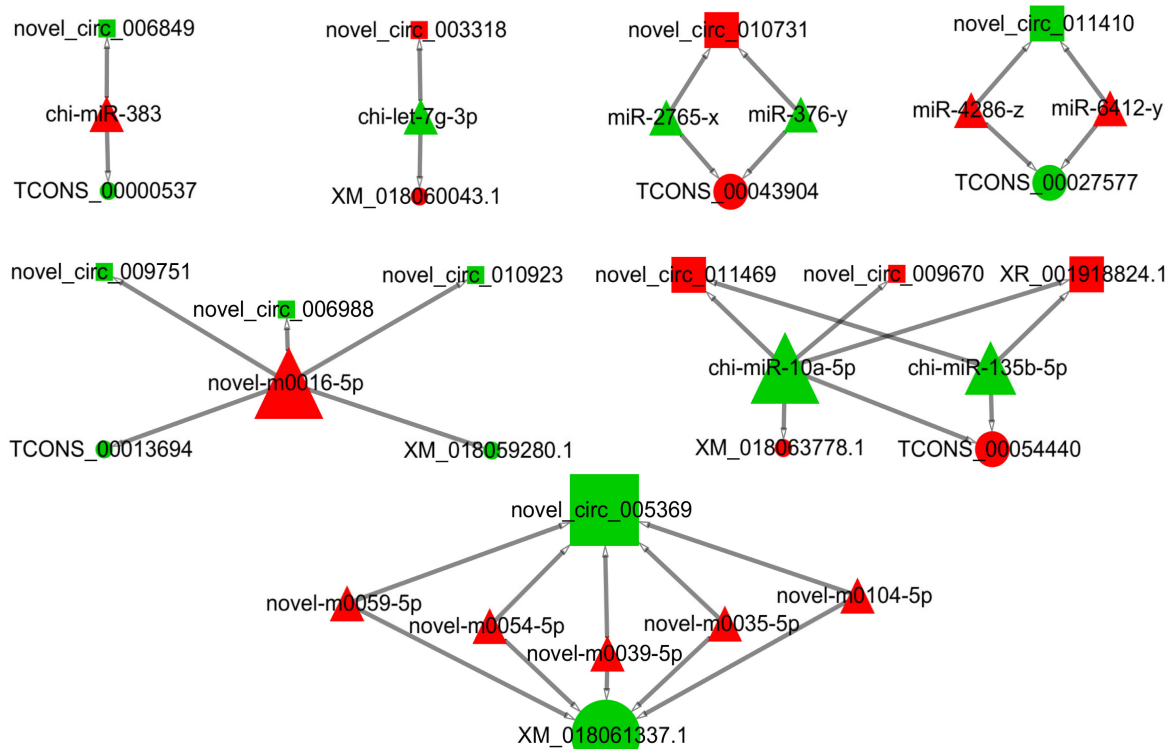 novel_circ_006849
novel_circ_003318
novel_circ_010731
novel_circ_011410
chi-miR-383
chi-let-7g-3p
miR-2765-x
miR-376-y
miR-4286-z
miR-6412-y
TCONS_00000537
XM_018060043.1
TCONS_00043904
TCONS_00027577
novel_circ_009751
novel_circ_010923
novel_circ_006988
novel-m0016-5p
TCONS_00013694
XM_018059280.1
novel_circ_011469
novel_circ_009670
XR_001918824.1
chi-miR-10a-5p
chi-miR-135b-5p
XM_018063778.1
TCONS_00054440
novel_circ_005369
novel-m0059-5p
novel-m0054-5p
novel-m0039-5p
novel-m0035-5p
novel-m0104-5p
XM_018061337.1